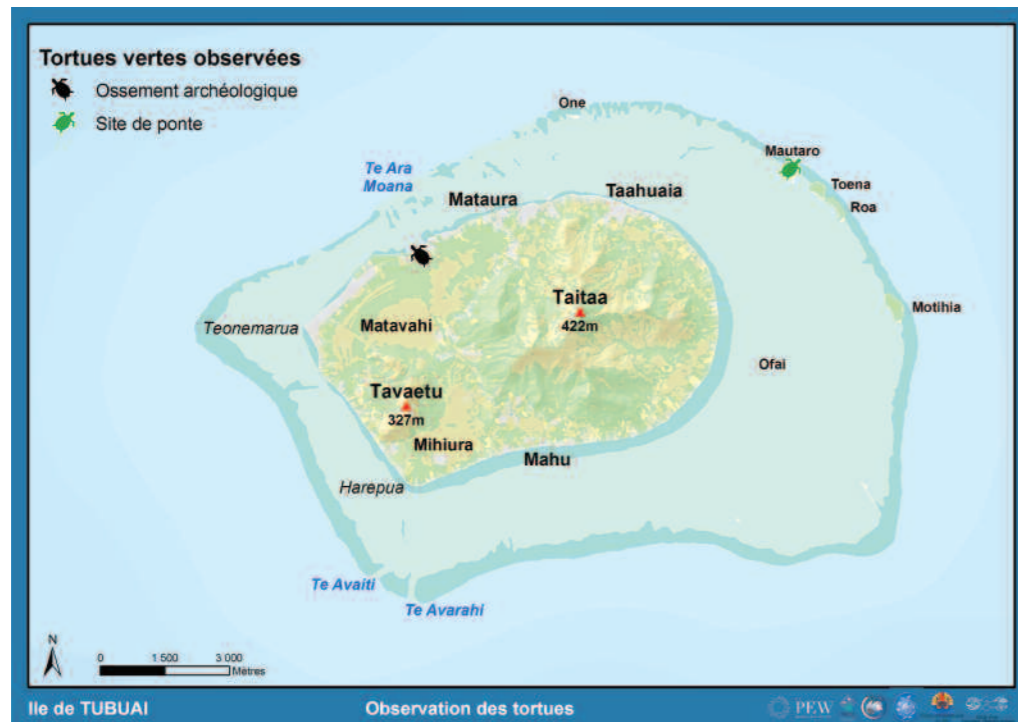 Tortues vertes observées
Ossement archéologique
Site de ponte
One
Mautaro
Te Ara
Moana
Toena
Mataura
Taahuaia
Roa
Taitaa
422m
Motihia
Teonemarua
Matavahi
Ofai
Tavaetu
327m
Mihiura
Mahu
Harepua
Te Avaiti
Te Avarahi
N
0 1 500 3 000
Mètres
Ile de TUBUAI
Observation des tortues
PEW